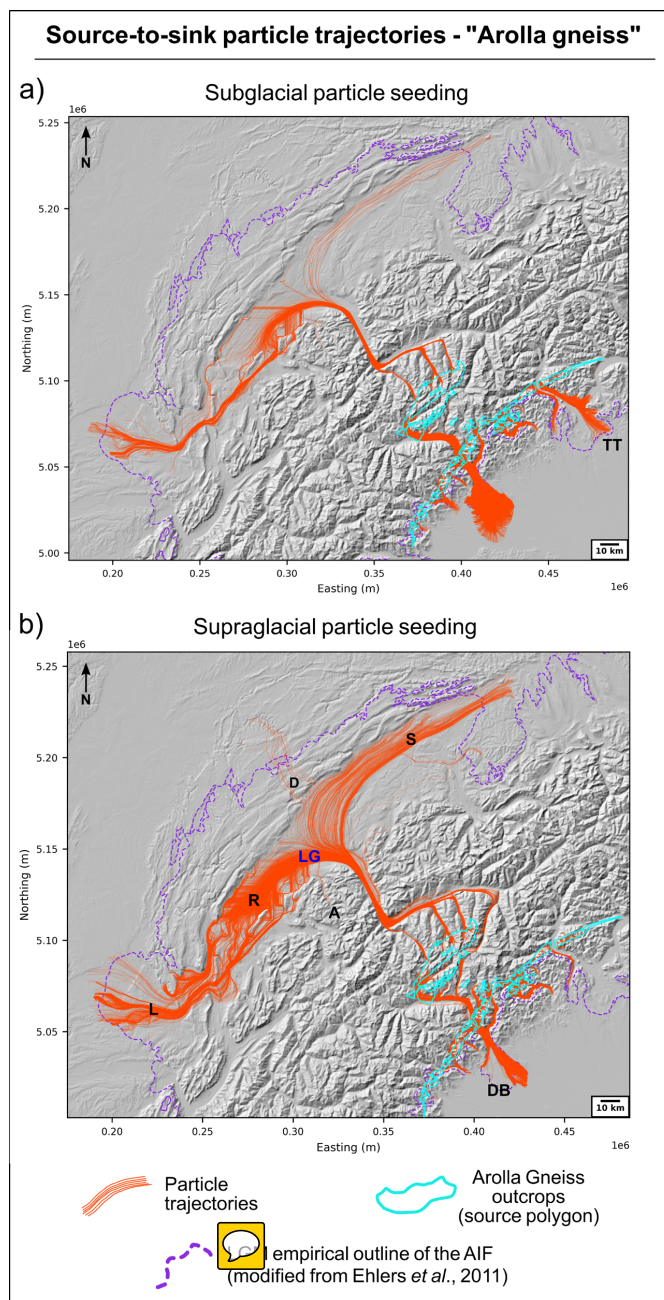 Source-to-sink particle trajectories - "Arolla gneiss"
a)
Subglacial particle seeding
1e6
5.25
N
5.20
5.15
Northing (m)
5.10
5.05
TT
5.00
10 km
0.20
0.25
0.30
0.35
0.40
0.45
Easting (m)
1e6
b)
Supraglacial particle seeding
1e6
5.25
N
S
5.20
D
5.15
LG
Northing (m)
R
A
5.10
L
5.05
DB
10 km
0.20
0.25
0.30
0.35
0.40
0.45
Easting (m)
1e6
Particle
trajectories
Arolla Gneiss
outcrops
(source polygon)
empirical outline of the AIF
(modified from Ehlers et al., 2011)